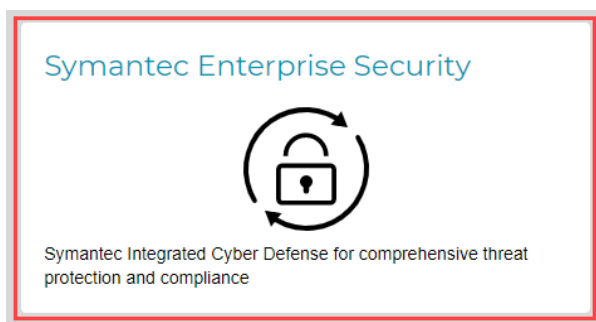 Symantec Enterprise Security
Symantec Integrated Cyber Defense for comprehensive threat
protection and compliance